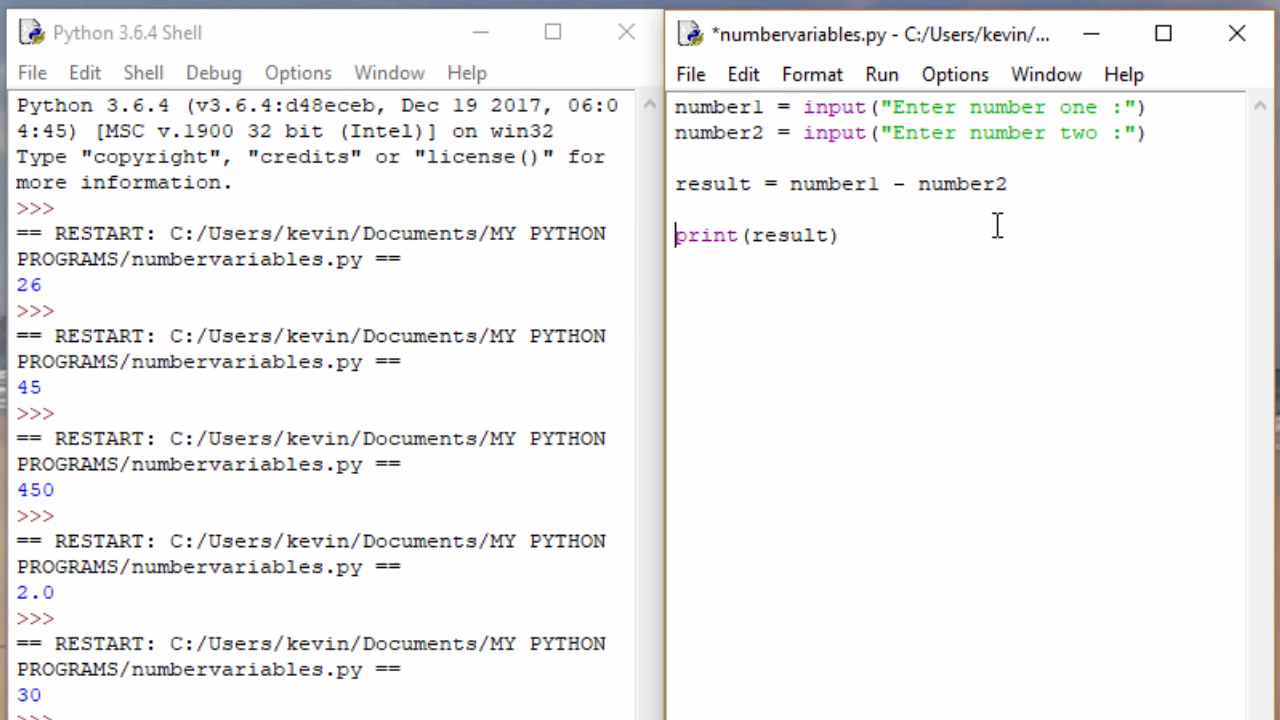 Python 3.6.4 Shell
File Edit Shell Debug Options Window Help
Python 3.6.4 (v3.6.4:d48eceb, Dec 19 2017, 06:0
4:45) [MSC v.1900 32 bit (Intel)] on win32
Type "copyright", "credits" or "license()" for
more information.
>>>
== RESTART: C:/Users/kevin/Documents/MY PYTHON
PROGRAMS/numbervariables.py ==
26
>>>
== RESTART: C:/Users/kevin/Documents/MY PYTHON
PROGRAMS/numbervariables.py ==
45
>>>
== RESTART: C:/Users/kevin/Documents/MY PYTHON
PROGRAMS/numbervariables.py ==
450
>>>
== RESTART: C:/Users/kevin/Documents/MY PYTHON
PROGRAMS/numbervariables.py ==
2.0
>>>
== RESTART: C:/Users/kevin/Documents/MY PYTHON
PROGRAMS/numbervariables.py ==
30
>>>
*numbervariables.py - C:/Users/kevin/...
File Edit Format Run Options Window Help
number1 = input("Enter number one :")
number2 = input("Enter number two :")
result = number1 - number2
print(result)